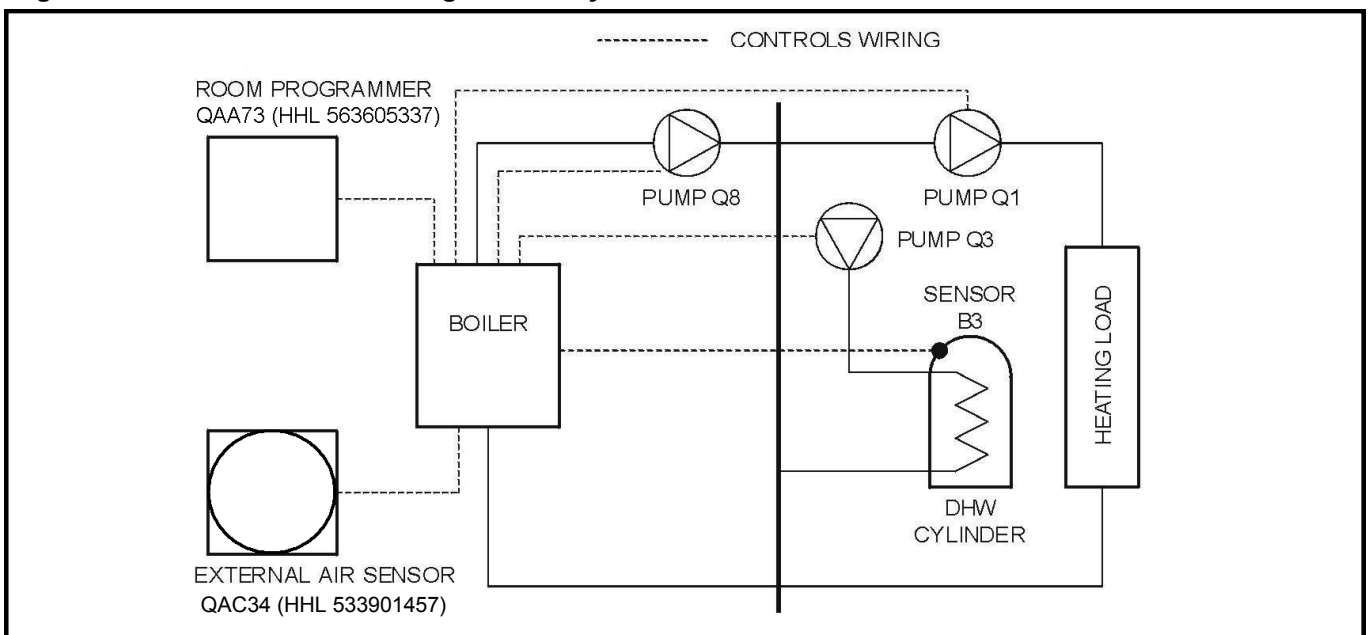 CONTROLS WIRING
ROOM PROGRAMMER
QAA73 (HHL 563605337)
PUMP Q8
PUMP Q1
PUMP Q3
SENSOR
B3
BOILER
HEATING LOAD
DHW
CYLINDER
EXTERNAL AIR SENSOR
QAC34 (HHL 533901457)